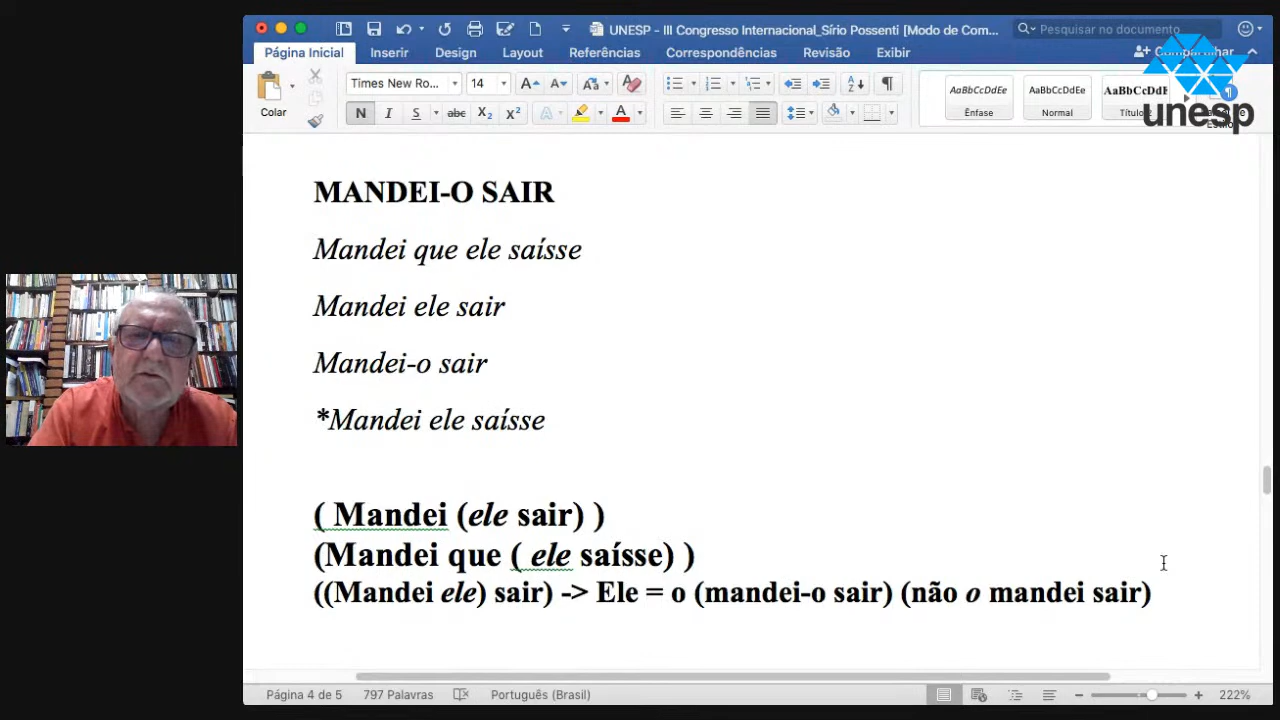 UNESP - III Congresso Internacional_Sírio Possenti [Modo de Com...
Pesquisar no documento
Página Inicial Inserir Design Layout Referências Correspondências Revisão Exibir Compartilhar
Colar
Times New Ro... 14
N I S abc X₂ X²
AaBbCcDdEe AaBbCcDdEe AaBbCcD
Ênfase Normal Título
unesp
MANDEI-O SAIR
Mandei que ele saísse
Mandei ele sair
Mandei-o sair
*Mandei ele saísse
( Mandei (ele sair) )
(Mandei que ( ele saísse) )
((Mandei ele) sair) -> Ele = o (mandei-o sair) (não o mandei sair)
Página 4 de 5 797 Palavras Português (Brasil) 222%